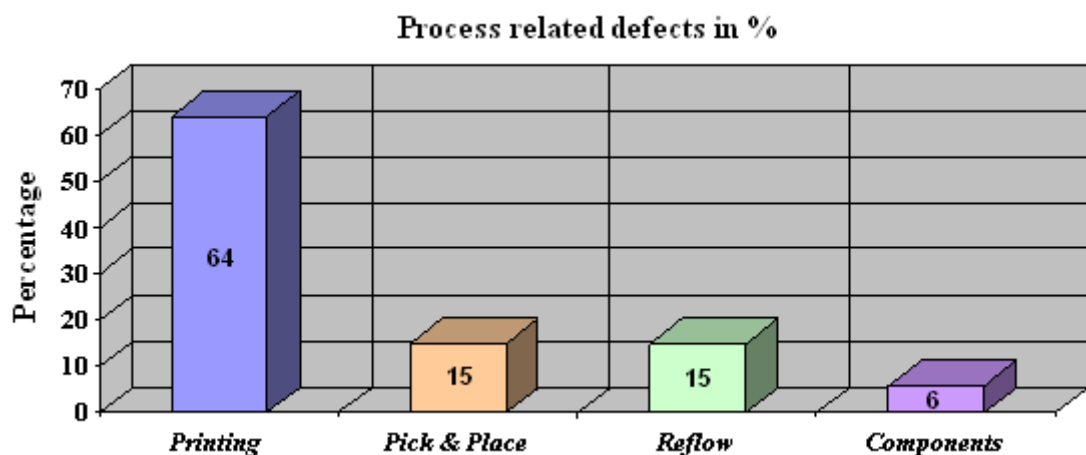 Process related defects in %
Percentage
70
60
50
40
30
20
10
0
64
15
15
6
Printing
Pick & Place
Reflow
Components